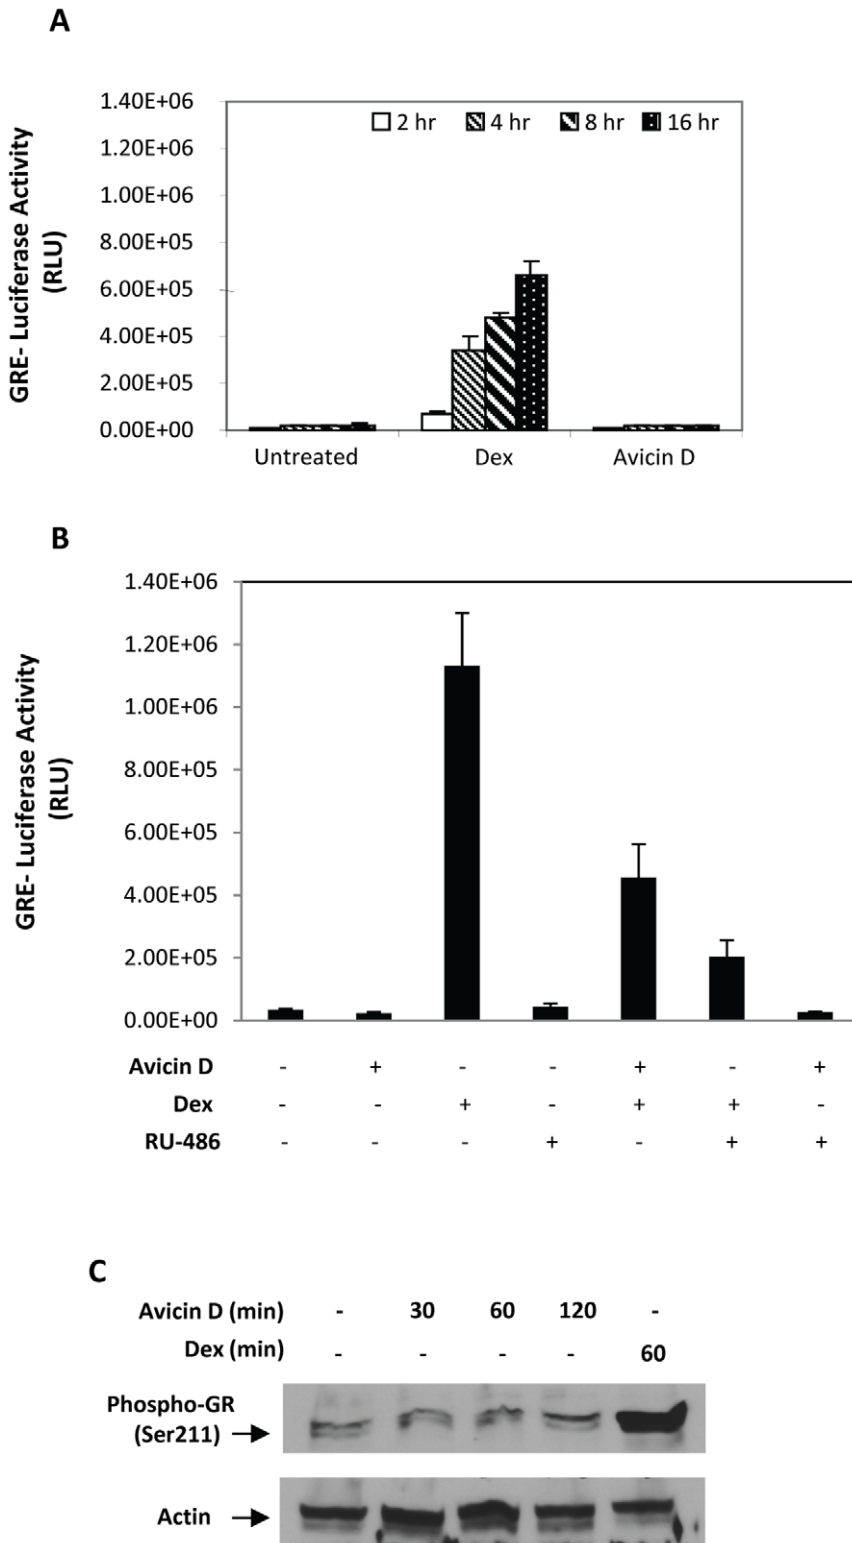 A
GRE- Luciferase Activity
(RLU)
1.40E+06
1.20E+06
1.00E+06
8.00E+05
6.00E+05
4.00E+05
2.00E+05
0.00E+00
2 hr 4 hr 8 hr 16 hr
Untreated Dex Avicin D
B
GRE- Luciferase Activity
(RLU)
1.40E+06
1.20E+06
1.00E+06
8.00E+05
6.00E+05
4.00E+05
2.00E+05
0.00E+00
Avicin D - + - - + - +
Dex - - + - + + -
RU-486 - - - + - + +
C
Avicin D (min) - 30 60 120 -
Dex (min) - - - - 60
Phospho-GR
(Ser211)
Actin